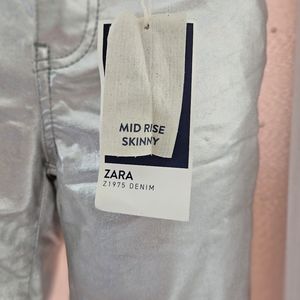 MID RISE
SKINNY
ZARA
Z1975 DENIM